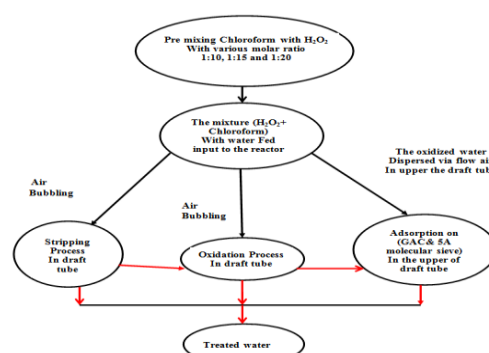 Pre mixing Chloroform with H₂O₂
With various molar ratio
1:10, 1:15 and 1:20
The mixture (H₂O₂+
Chloroform)
With water Fed
input to the reactor
The oxidized water
Dispersed via flow ai
In upper the draft tub
Air
Bubbling
Air
Bubbling
Stripping
Process
In draft
tube
Oxidation Process
In draft tube
Adsorption on
(GAC& 5A
molecular sieve)
In the upper of
draft tube
Treated water